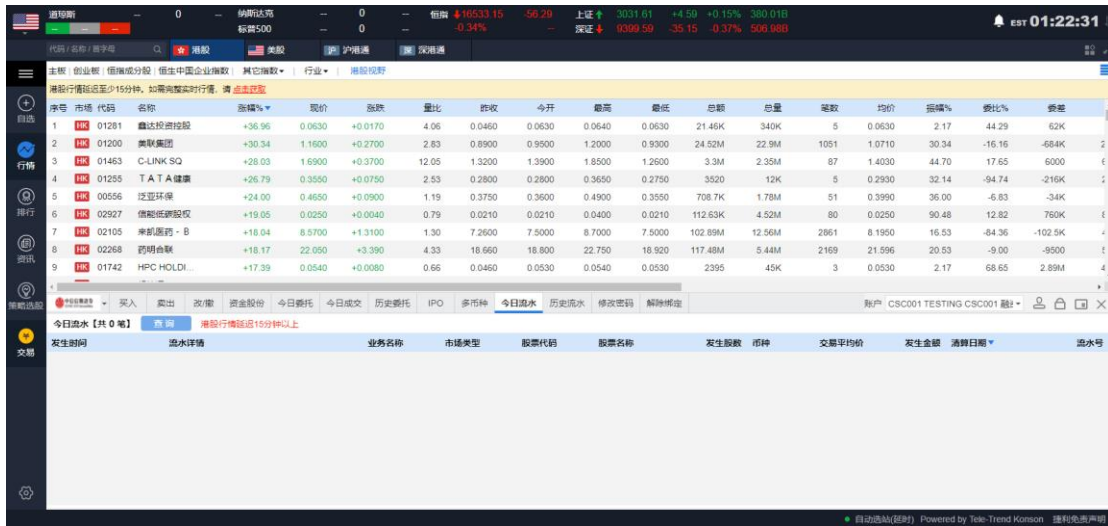 道琼斯 -- 0 -- 纳斯达克 -- 0 -- 恒指 16533.15 -56.29 上证 3031.61 +4.59 +0.15% 380.01B
-- -- -- 标普500 -- 0 -- -0.34% -- 深证 9399.59 -35.15 -0.37% 506.98B
EST 01:22:31
代码 / 名称 / 首字母 港股 美股 沪 沪港通 深 深港通
主板 创业板 恒指成分股 恒生中国企业指数 其它指数 行业 港股视野
港股行情延迟至少15分钟。如需完整实时行情,请 点击获取
序号 市场 代码 名称 涨幅% 现价 涨跌 量比 昨收 今开 最高 最低 总额 总量 笔数 均价 振幅% 委比% 委差
1 HK 01281 鑫达投资控股 +36.96 0.0630 +0.0170 4.06 0.0460 0.0630 0.0640 0.0630 21.46K 340K 5 0.0630 2.17 44.29 62K
2 HK 01200 美联集团 +30.34 1.1600 +0.2700 2.83 0.8900 0.9500 1.2000 0.9300 24.52M 22.9M 1051 1.0710 30.34 -16.16 -684K
3 HK 01463 C-LINK SQ +28.03 1.6900 +0.3700 12.05 1.3200 1.3900 1.8500 1.2600 3.3M 2.35M 87 1.4030 44.70 17.65 6000
4 HK 01255 TATA健康 +26.79 0.3550 +0.0750 2.53 0.2800 0.2800 0.3650 0.2750 3520 12K 5 0.2930 32.14 -94.74 -216K
5 HK 00556 泛亚环保 +24.00 0.4650 +0.0900 1.19 0.3750 0.3600 0.4900 0.3550 708.7K 1.78M 51 0.3990 36.00 -6.83 -34K
6 HK 02927 信能低碳股权 +19.05 0.0250 +0.0040 0.79 0.0210 0.0210 0.0400 0.0210 112.63K 4.52M 80 0.0250 90.48 12.82 760K
7 HK 02105 来凯医药-B +18.04 8.5700 +1.3100 1.30 7.2600 7.5000 8.7000 7.5000 102.89M 12.56M 2861 8.1950 16.53 -84.36 -102.5K
8 HK 02268 药明合联 +18.17 22.050 +3.390 4.33 18.660 18.800 22.750 18.920 117.48M 5.44M 2169 21.596 20.53 -9.00 -9500
9 HK 01742 HPC HOLDI... +17.39 0.0540 +0.0080 0.66 0.0460 0.0530 0.0540 0.0530 2395 45K 3 0.0530 2.17 68.65 2.89M
自选
行情
排行
资讯
策略选股
交易
买入 卖出 改/撤 资金股份 今日委托 今日成交 历史委托 IPO 多币种 今日流水 历史流水 修改密码 解除绑定 账户 CSC001 TESTING CSC001
今日流水【共 0 笔】 查询 港股行情延迟15分钟以上
发生时间 流水详情 业务名称 市场类型 股票代码 股票名称 发生股数 币种 交易平均价 发生金额 清算日期 流水号
自动选站(延时) Powered by Tele-Trend Konson 捷利免责声明